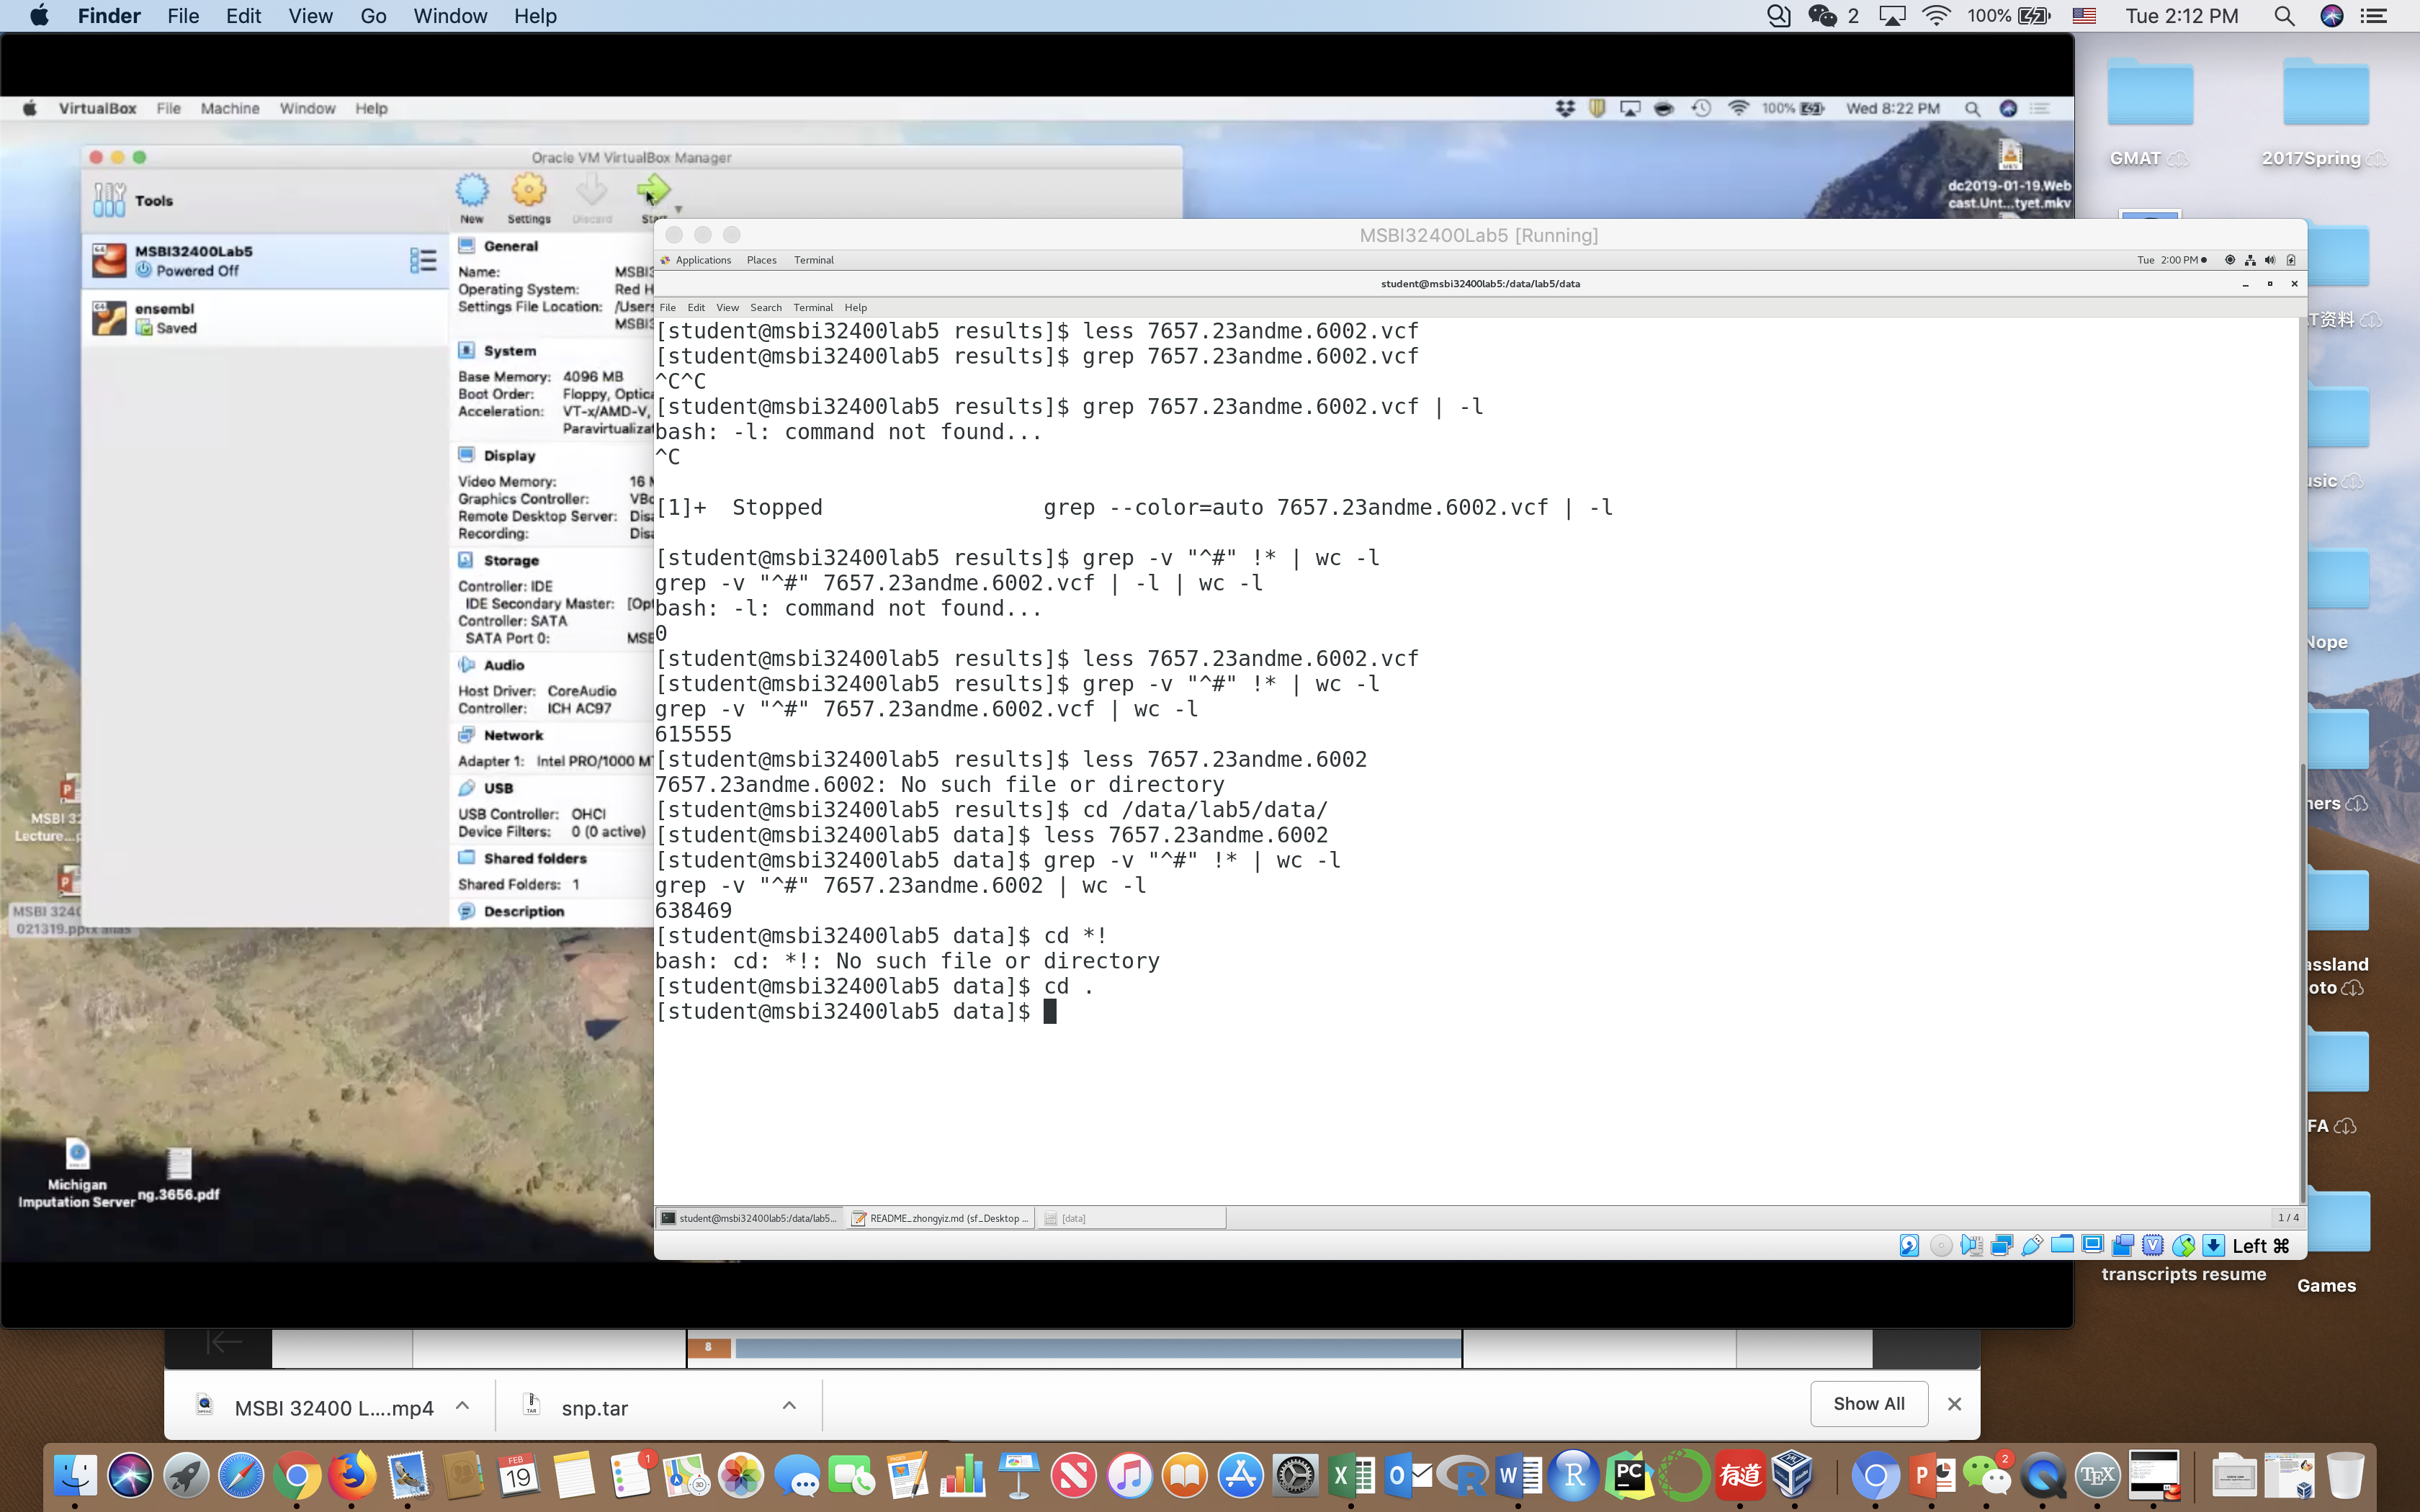 Finder File Edit View Go Window Help
2 100% Tue 2:12 PM
VirtualBox File Machine Window Help
100% Wed 8:22 PM
Oracle VM VirtualBox Manager
Tools
New Settings Discard Start
MSBI32400Lab5
Powered Off
ensembl
Saved
General
Name: MSBI3
Operating System: Red H
Settings File Location: /Users
MSBI3
System
Base Memory: 4096 MB
Boot Order: Floppy, Optica
Acceleration: VT-x/AMD-V,
Paravirtualizat
Display
Video Memory: 16 M
Graphics Controller: VBo
Remote Desktop Server: Disa
Recording: Disa
Storage
Controller: IDE
IDE Secondary Master: [Opt
Controller: SATA
SATA Port 0: MSB
Audio
Host Driver: CoreAudio
Controller: ICH AC97
Network
Adapter 1: Intel PRO/1000 MT
USB
USB Controller: OHCI
Device Filters: 0 (0 active)
Shared folders
Shared Folders: 1
Description
dc2019-01-19.Web
cast.Unt...tyet.mkv
MSBI 32
Lecture...p
MSBI 324
021319.pptx alias
Michigan
Imputation Server
ng.3656.pdf
MSBI32400Lab5 [Running]
Applications Places Terminal
Tue 2:00 PM
student@msbi32400lab5:/data/lab5/data
File Edit View Search Terminal Help
[student@msbi32400lab5 results]$ less 7657.23andme.6002.vcf
[student@msbi32400lab5 results]$ grep 7657.23andme.6002.vcf
^C^C
[student@msbi32400lab5 results]$ grep 7657.23andme.6002.vcf | -l
bash: -l: command not found...
^C
[1]+  Stopped                 grep --color=auto 7657.23andme.6002.vcf | -l
[student@msbi32400lab5 results]$ grep -v "^#" !* | wc -l
grep -v "^#" 7657.23andme.6002.vcf | -l | wc -l
bash: -l: command not found...
0
[student@msbi32400lab5 results]$ less 7657.23andme.6002.vcf
[student@msbi32400lab5 results]$ grep -v "^#" !* | wc -l
grep -v "^#" 7657.23andme.6002.vcf | wc -l
615555
[student@msbi32400lab5 results]$ less 7657.23andme.6002
7657.23andme.6002: No such file or directory
[student@msbi32400lab5 results]$ cd /data/lab5/data/
[student@msbi32400lab5 data]$ less 7657.23andme.6002
[student@msbi32400lab5 data]$ grep -v "^#" !* | wc -l
grep -v "^#" 7657.23andme.6002 | wc -l
638469
[student@msbi32400lab5 data]$ cd *!
bash: cd: *!: No such file or directory
[student@msbi32400lab5 data]$ cd .
[student@msbi32400lab5 data]$
student@msbi32400lab5:/data/lab5... README_zhongyiz.md (sf_Desktop ... [data]
1 / 4
Left ⌘
GMAT
2017Spring
T资料
usic
Nope
ners
assland
oto
FA
transcripts resume
Games
8
MSBI 32400 L....mp4
snp.tar
Show All
FEB
19
1
PC
有道
2
TEX